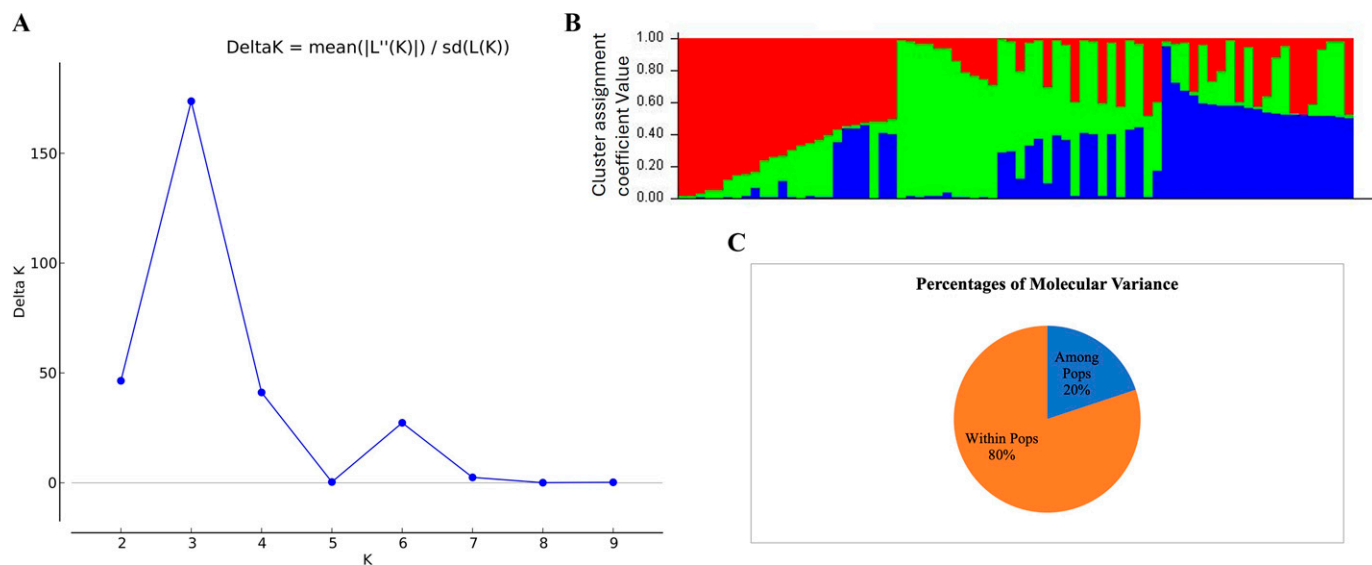 A
DeltaK = mean(|L''(K)|) / sd(L(K))
150
100
50
0
Delta K
2 3 4 5 6 7 8 9
K
B
Cluster assignment
coefficient Value
1.00
0.80
0.60
0.40
0.20
0.00
C
Percentages of Molecular Variance
Among
Pops
20%
Within Pops
80%